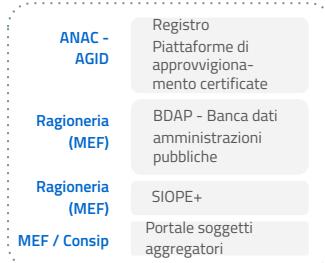 ANAC -
AGID
Registro
Piattaforme di
approvvigiona-
mento certificate
Ragioneria
(MEF)
BDAP - Banca dati
amministrazioni
pubbliche
Ragioneria
(MEF)
SIOPE+
MEF / Consip
Portale soggetti
aggregatori